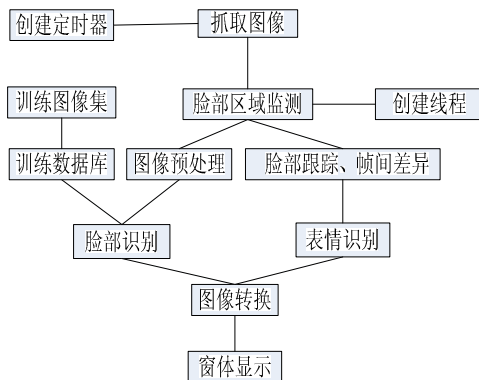 创建定时器
抓取图像
训练图像集
脸部区域监测
创建线程
训练数据库
图像预处理
脸部跟踪、帧间差异
脸部识别
表情识别
图像转换
窗体显示